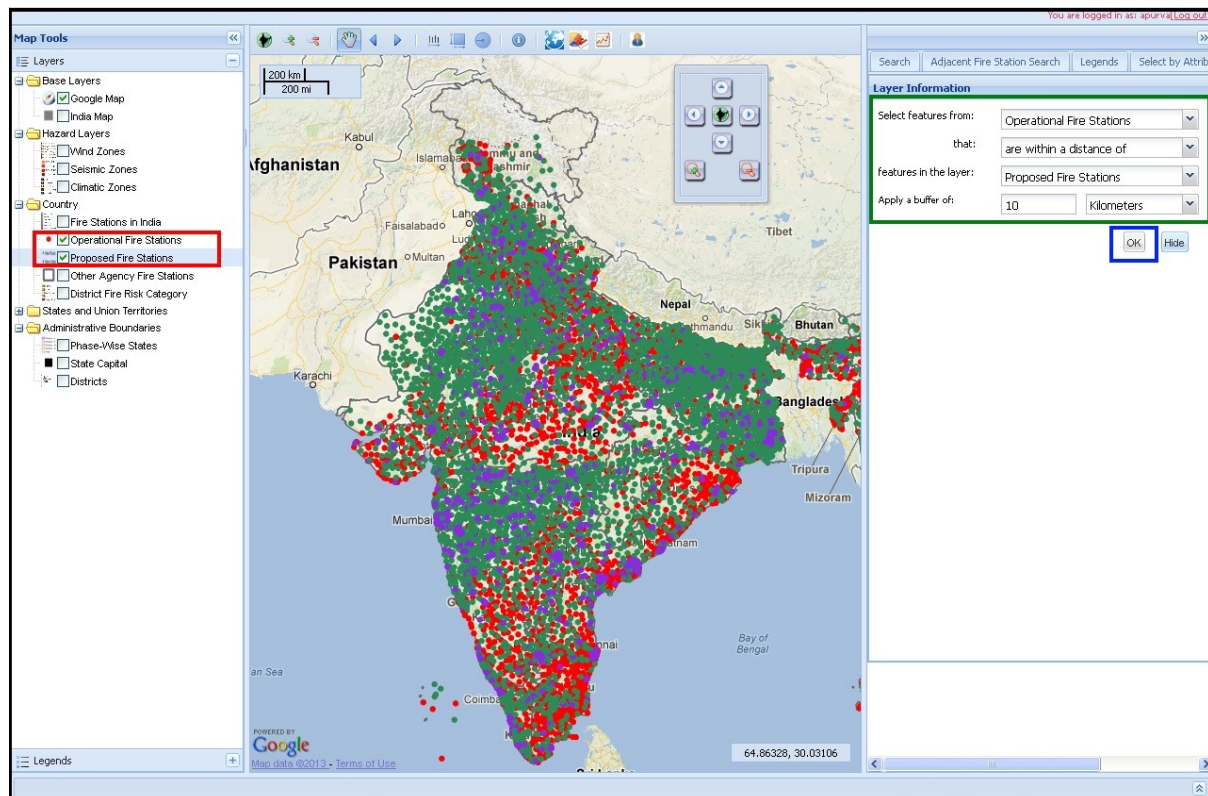 You are logged in as: apurva[Log out
Map Tools
Layers
Base Layers
Google Map
India Map
Hazard Layers
Wind Zones
Seismic Zones
Climatic Zones
Country
Fire Stations in India
Operational Fire Stations
Proposed Fire Stations
Other Agency Fire Stations
District Fire Risk Category
States and Union Territories
Administrative Boundaries
Phase-Wise States
State Capital
Districts
Legends
200 km
200 mi
Kabul
Afghanistan
Faisalabad
Multan
Pakistan
Tibet
Nepal
Bhutan
Karachi
Bangladesh
India
Tripura
Mizoram
Mumbai
Bay of
Bengal
an Sea
Coimba
POWERED BY
Google
Map data ©2013 - Terms of Use
64.86328, 30.03106
Search
Adjacent Fire Station Search
Legends
Select by Attrib
Layer Information
Select features from:
Operational Fire Stations
that:
are within a distance of
features in the layer:
Proposed Fire Stations
Apply a buffer of:
10
Kilometers
OK
Hide